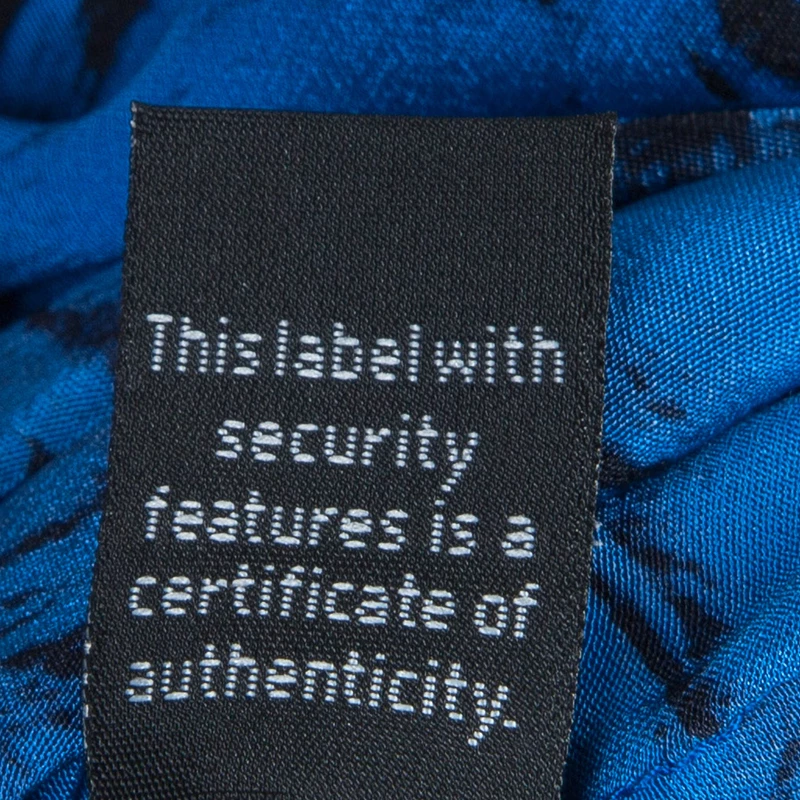 This label with
security
features is a
certificate of
authenticity.